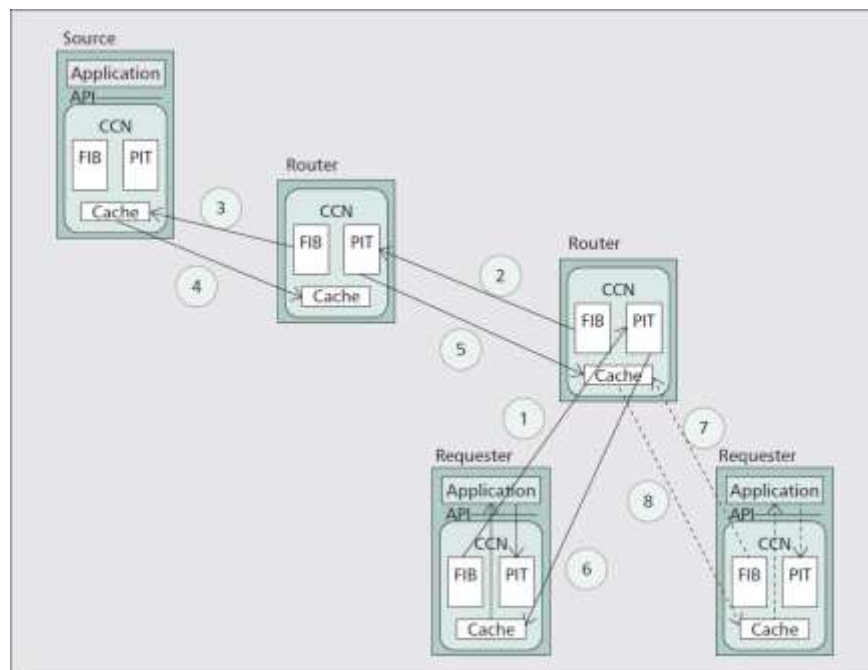 Source
Application
API
CCN
FIB PIT
Cache
Router
CCN
FIB PIT
Cache
Router
CCN
FIB PIT
Cache
3
4
2
5
1
7
8
6
Requester
Application
API
CCN
FIB PIT
Cache
Requester
Application
API
CCN
FIB PIT
Cache